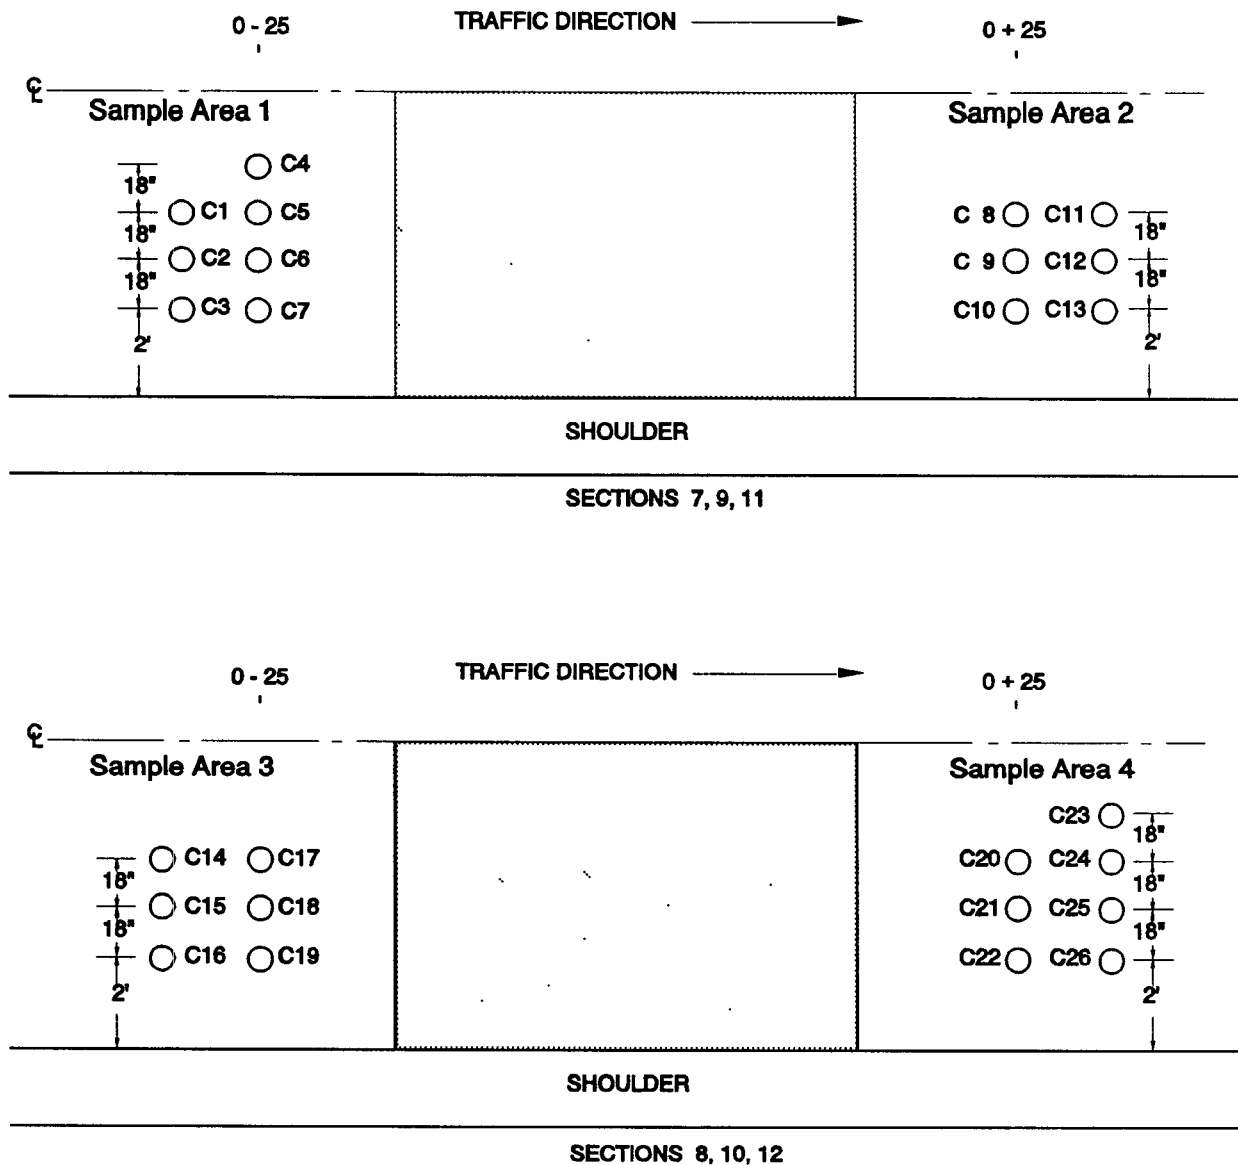 0 - 25 TRAFFIC DIRECTION 0 + 25
℄
Sample Area 1 Sample Area 2
C4
18"
C1 C5 C 8 C11
18" 18"
C2 C6 C 9 C12
18" 18"
C3 C7 C10 C13
2' 2'
SHOULDER
SECTIONS 7, 9, 11
0 - 25 TRAFFIC DIRECTION 0 + 25
℄
Sample Area 3 Sample Area 4
C23
18"
C14 C17 C20 C24
18" 18"
C15 C18 C21 C25
18" 18"
C16 C19 C22 C26
2' 2'
SHOULDER
SECTIONS 8, 10, 12